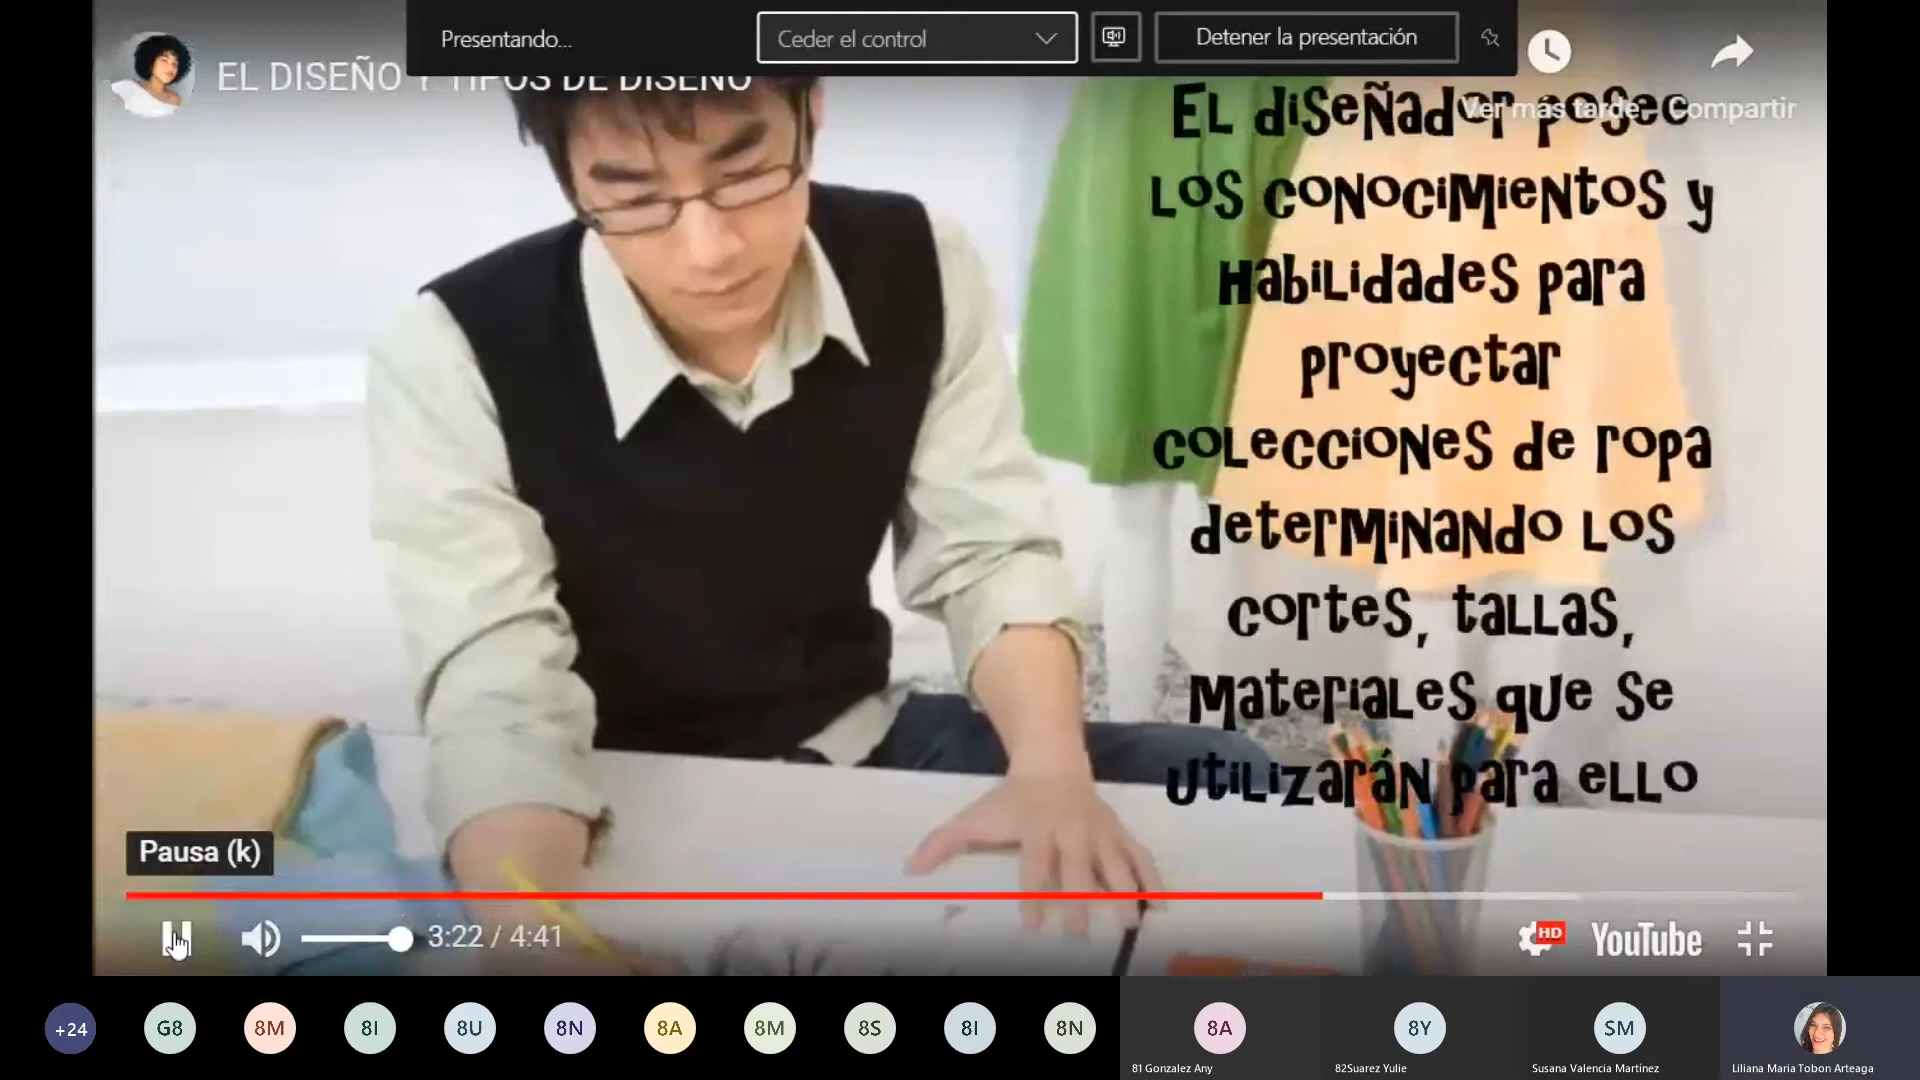 Presentando...
Ceder el control
Detener la presentación
EL DISEÑO Y TIPOS DE DISEÑO
Ver más tarde
Compartir
El diseñador posee
los conocimientos y
habilidades para
proyectar
colecciones de ropa
determinando los
cortes, tallas,
materiales que se
utilizarán para ello
Pausa (k)
3:22 / 4:41
HD
YouTube
+24
G8
8M
8I
8U
8N
8A
8M
8S
8I
8N
8A
8Y
SM
81 Gonzalez Any
82Suarez Yulie
Susana Valencia Martínez
Liliana Maria Tobon Arteaga